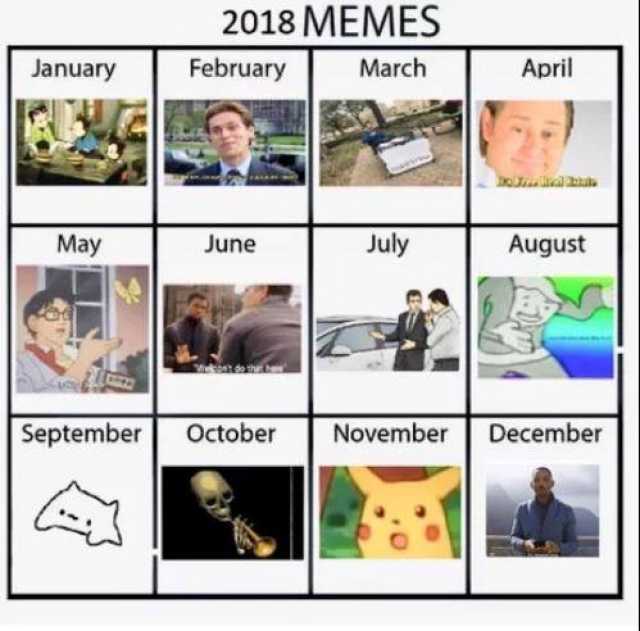 2018 MEMES
January
February
March
April
It's Free Real Estate
May
June
July
August
"We don't do that here"
September
October
November
December